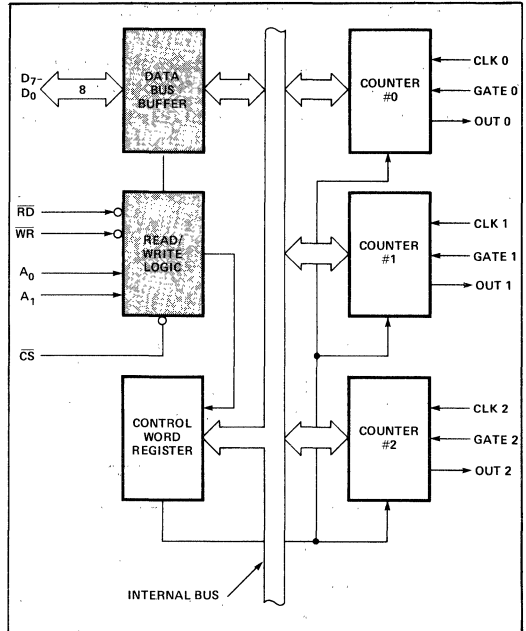 D7-
D0
8
DATA
BUS
BUFFER
COUNTER
#0
CLK 0
GATE 0
OUT 0
RD
WR
A0
A1
CS
READ/
WRITE
LOGIC
COUNTER
#1
CLK 1
GATE 1
OUT 1
CONTROL
WORD
REGISTER
COUNTER
#2
CLK 2
GATE 2
OUT 2
INTERNAL BUS